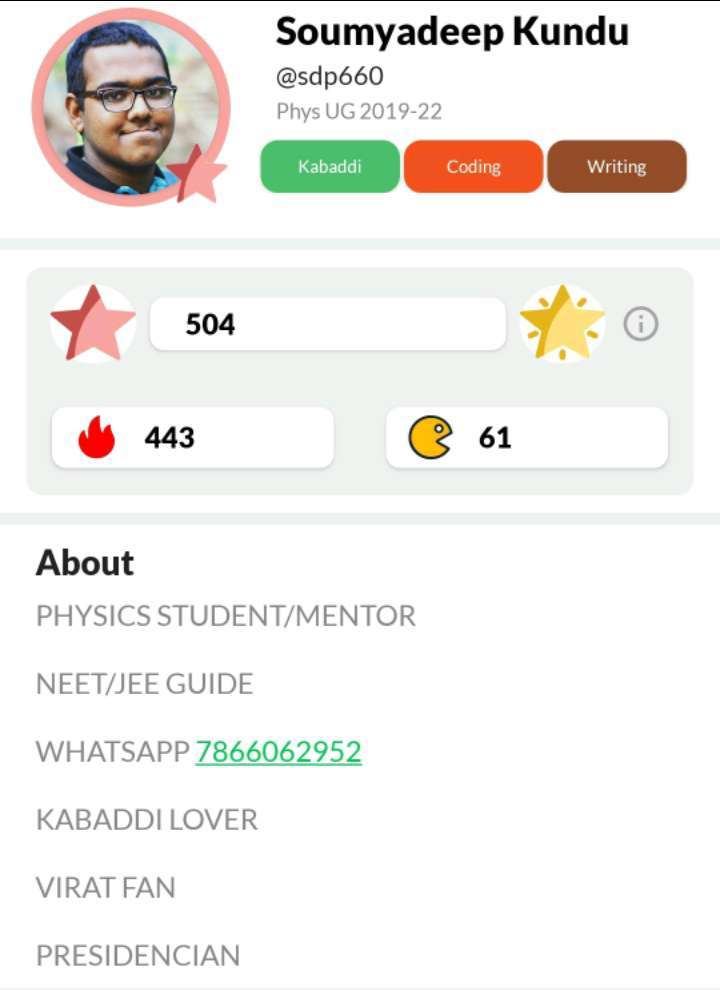 Soumyadeep Kundu
@sdp660
Phys UG 2019-22
Kabaddi Coding Writing
504
443 61
About
PHYSICS STUDENT/MENTOR
NEET/JEE GUIDE
WHATSAPP 7866062952
KABADDI LOVER
VIRAT FAN
PRESIDENCIAN